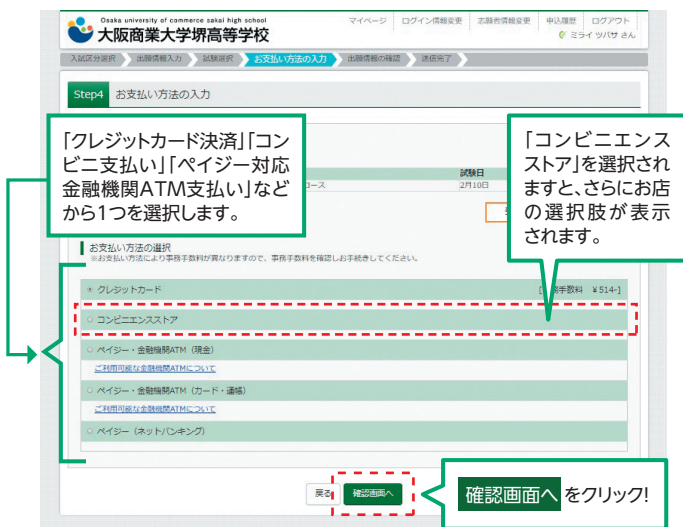 Osaka university of commerce sakai high school
大阪商業大学堺高等学校
マイページ ログイン情報変更 志願者情報変更 申込履歴 ログアウト
ミライ ツバサ さん
入試区分選択 出願情報入力 試験選択 お支払い方法の入力 出願情報の確認 送信完了
Step4 お支払い方法の入力
「クレジットカード決済」「コン
ビニ支払い」「ペイジー対応
金融機関ATM支払い」など
から1つを選択します。
「コンビニエンス
ストア」を選択され
ますと、さらにお店
の選択肢が表示
されます。
試験日
コース 2月10日
お支払い方法の選択
※お支払い方法により事務手数料が異なりますので、事務手数料を確認しお手続きしてください。
クレジットカード 務手数料 ¥514-]
コンビニエンスストア
ペイジー・金融機関ATM（現金）
ご利用可能な金融機関ATMについて
ペイジー・金融機関ATM（カード・通帳）
ご利用可能な金融機関ATMについて
ペイジー（ネットバンキング）
戻る 確認画面へ
確認画面へ をクリック!